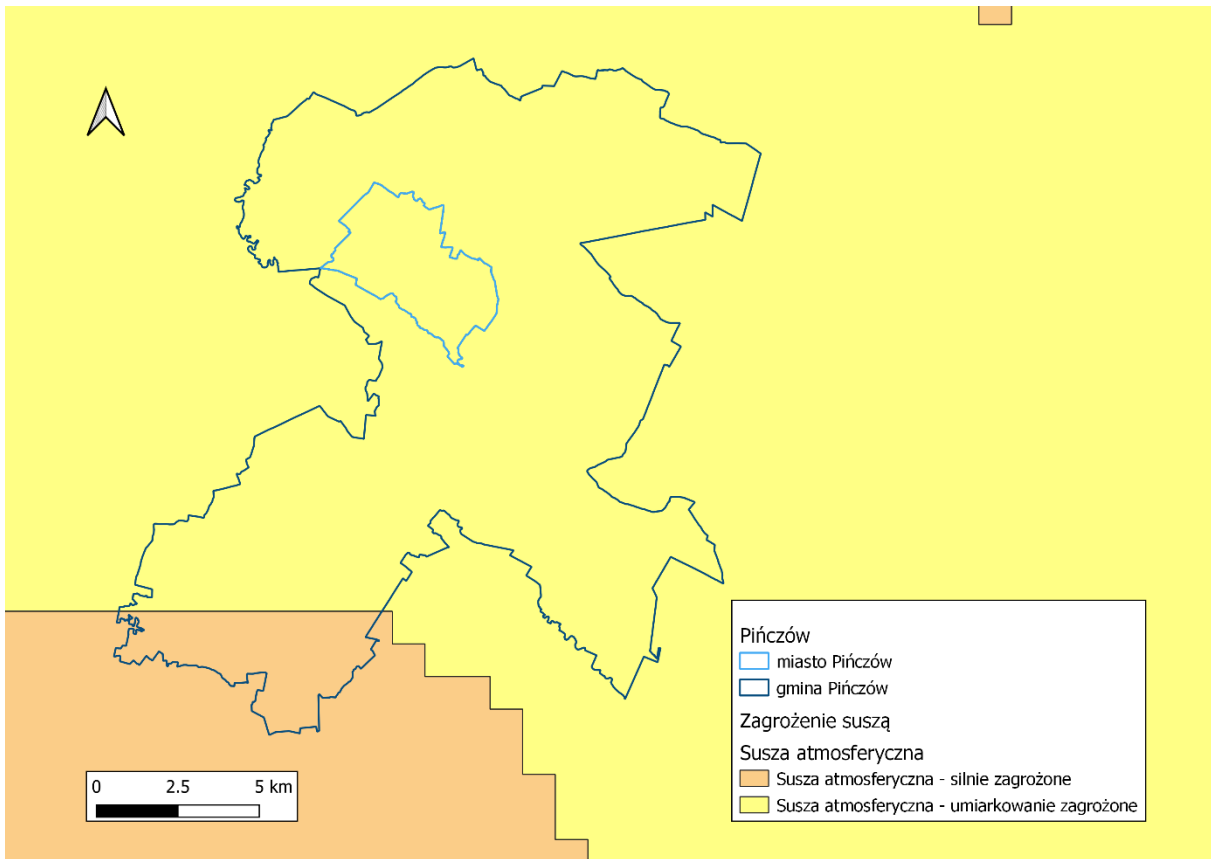 Pińczów
miasto Pińczów
gmina Pińczów
Zagrożenie suszą
Susza atmosferyczna
Susza atmosferyczna - silnie zagrożone
Susza atmosferyczna - umiarkowanie zagrożone
0 2.5 5 km